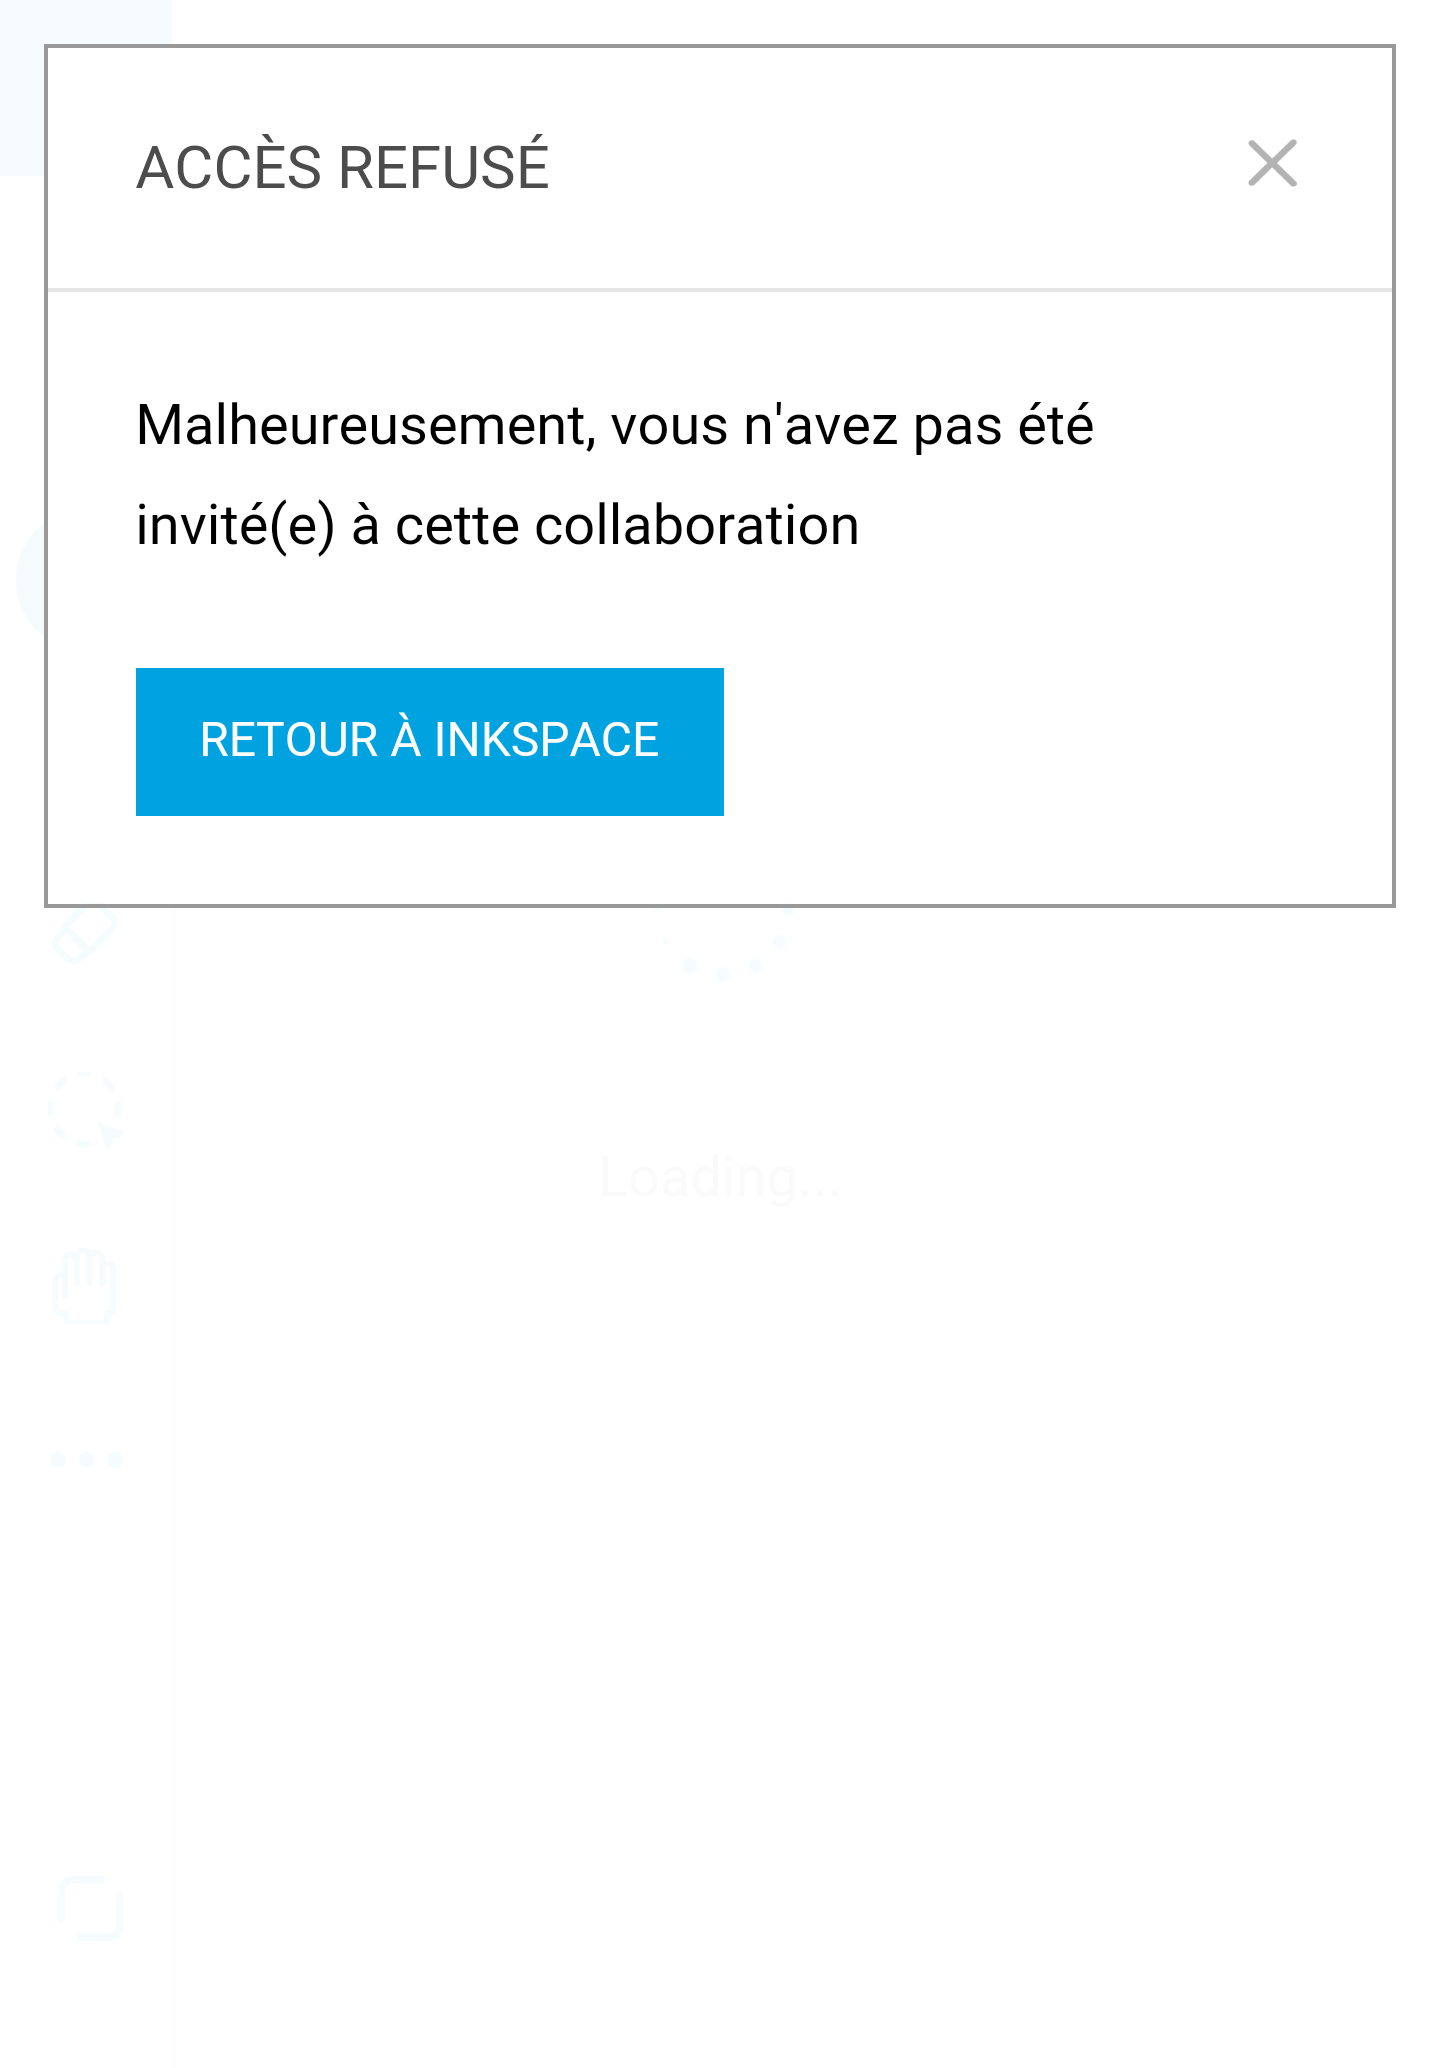 ACCÈS REFUSÉ
Malheureusement, vous n'avez pas été
invité(e) à cette collaboration
RETOUR À INKSPACE
Loading...